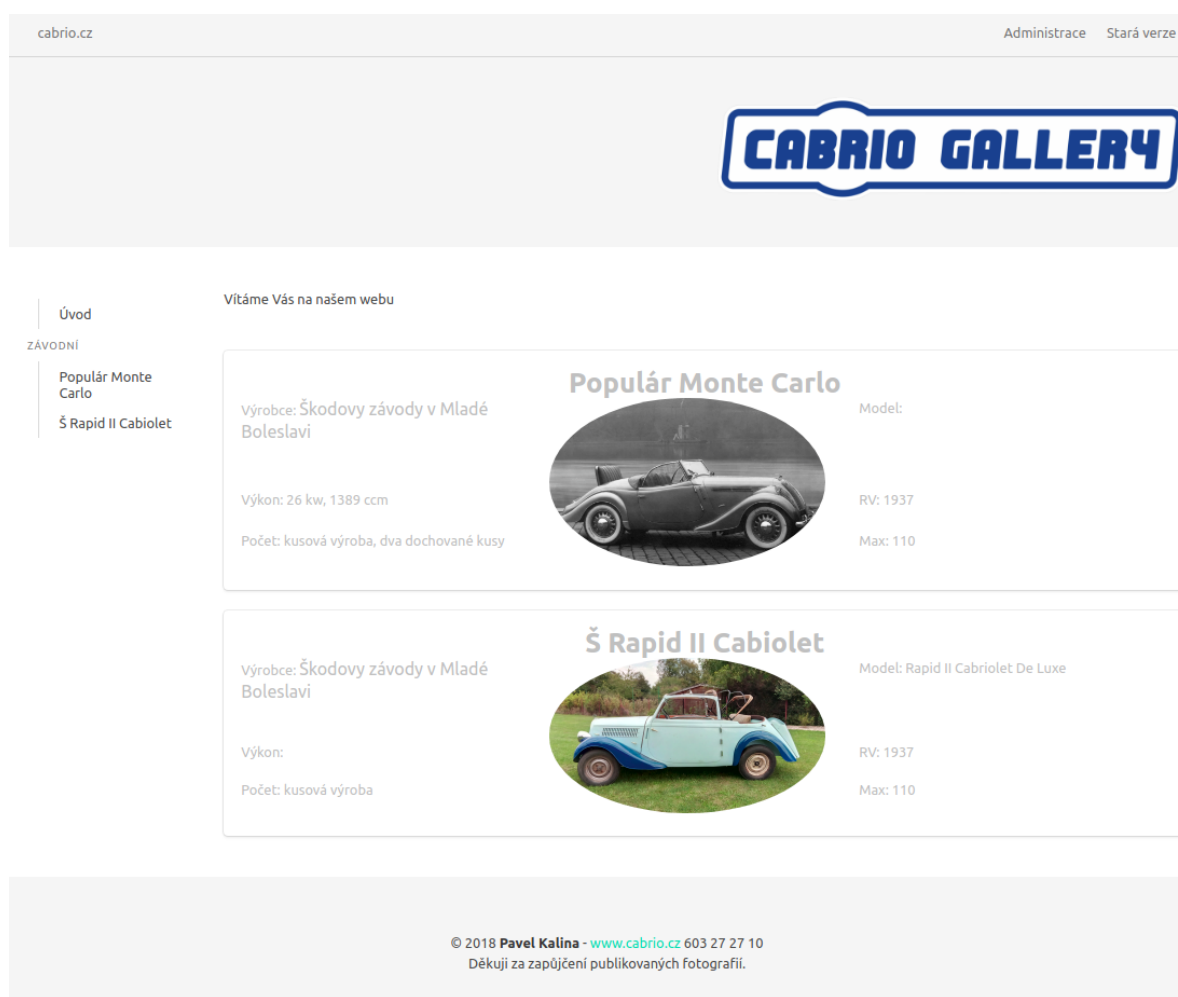 cabrio.cz
Administrace
Stará verze
CABRIO GALLERY
Úvod
ZÁVODNÍ
Populár Monte
Carlo
Š Rapid II Cabiolet
Vítáme Vás na našem webu
Populár Monte Carlo
Výrobce: Škodovy závody v Mladé
Boleslavi
Model:
Výkon: 26 kw, 1389 ccm
RV: 1937
Počet: kusová výroba, dva dochované kusy
Max: 110
Š Rapid II Cabiolet
Výrobce: Škodovy závody v Mladé
Boleslavi
Model: Rapid II Cabriolet De Luxe
Výkon:
RV: 1937
Počet: kusová výroba
Max: 110
© 2018 Pavel Kalina - www.cabrio.cz 603 27 27 10
Děkuji za zapůjčení publikovaných fotografií.